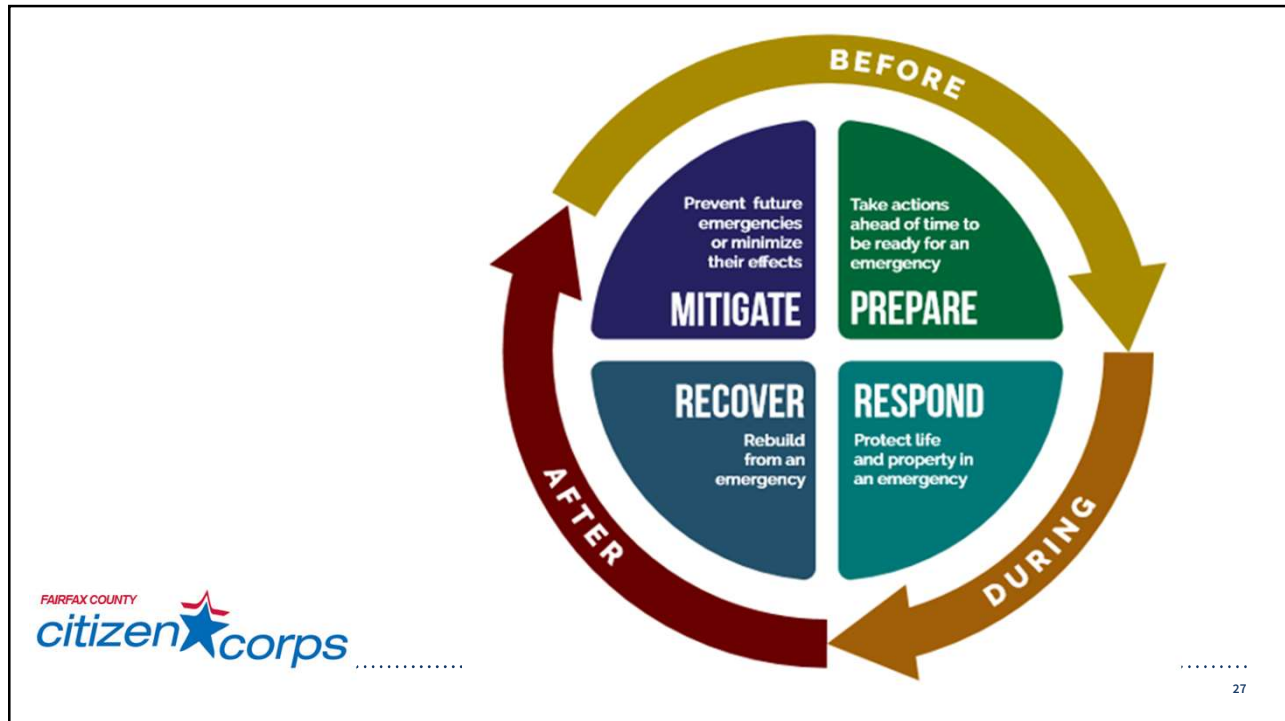 BEFORE
Prevent future
emergencies
or minimize
their effects
MITIGATE
Take actions
ahead of time to
be ready for an
emergency
PREPARE
RECOVER
Rebuild
from an
emergency
RESPOND
Protect life
and property in
an emergency
AFTER
DURING
FAIRFAX COUNTY
citizen corps
27